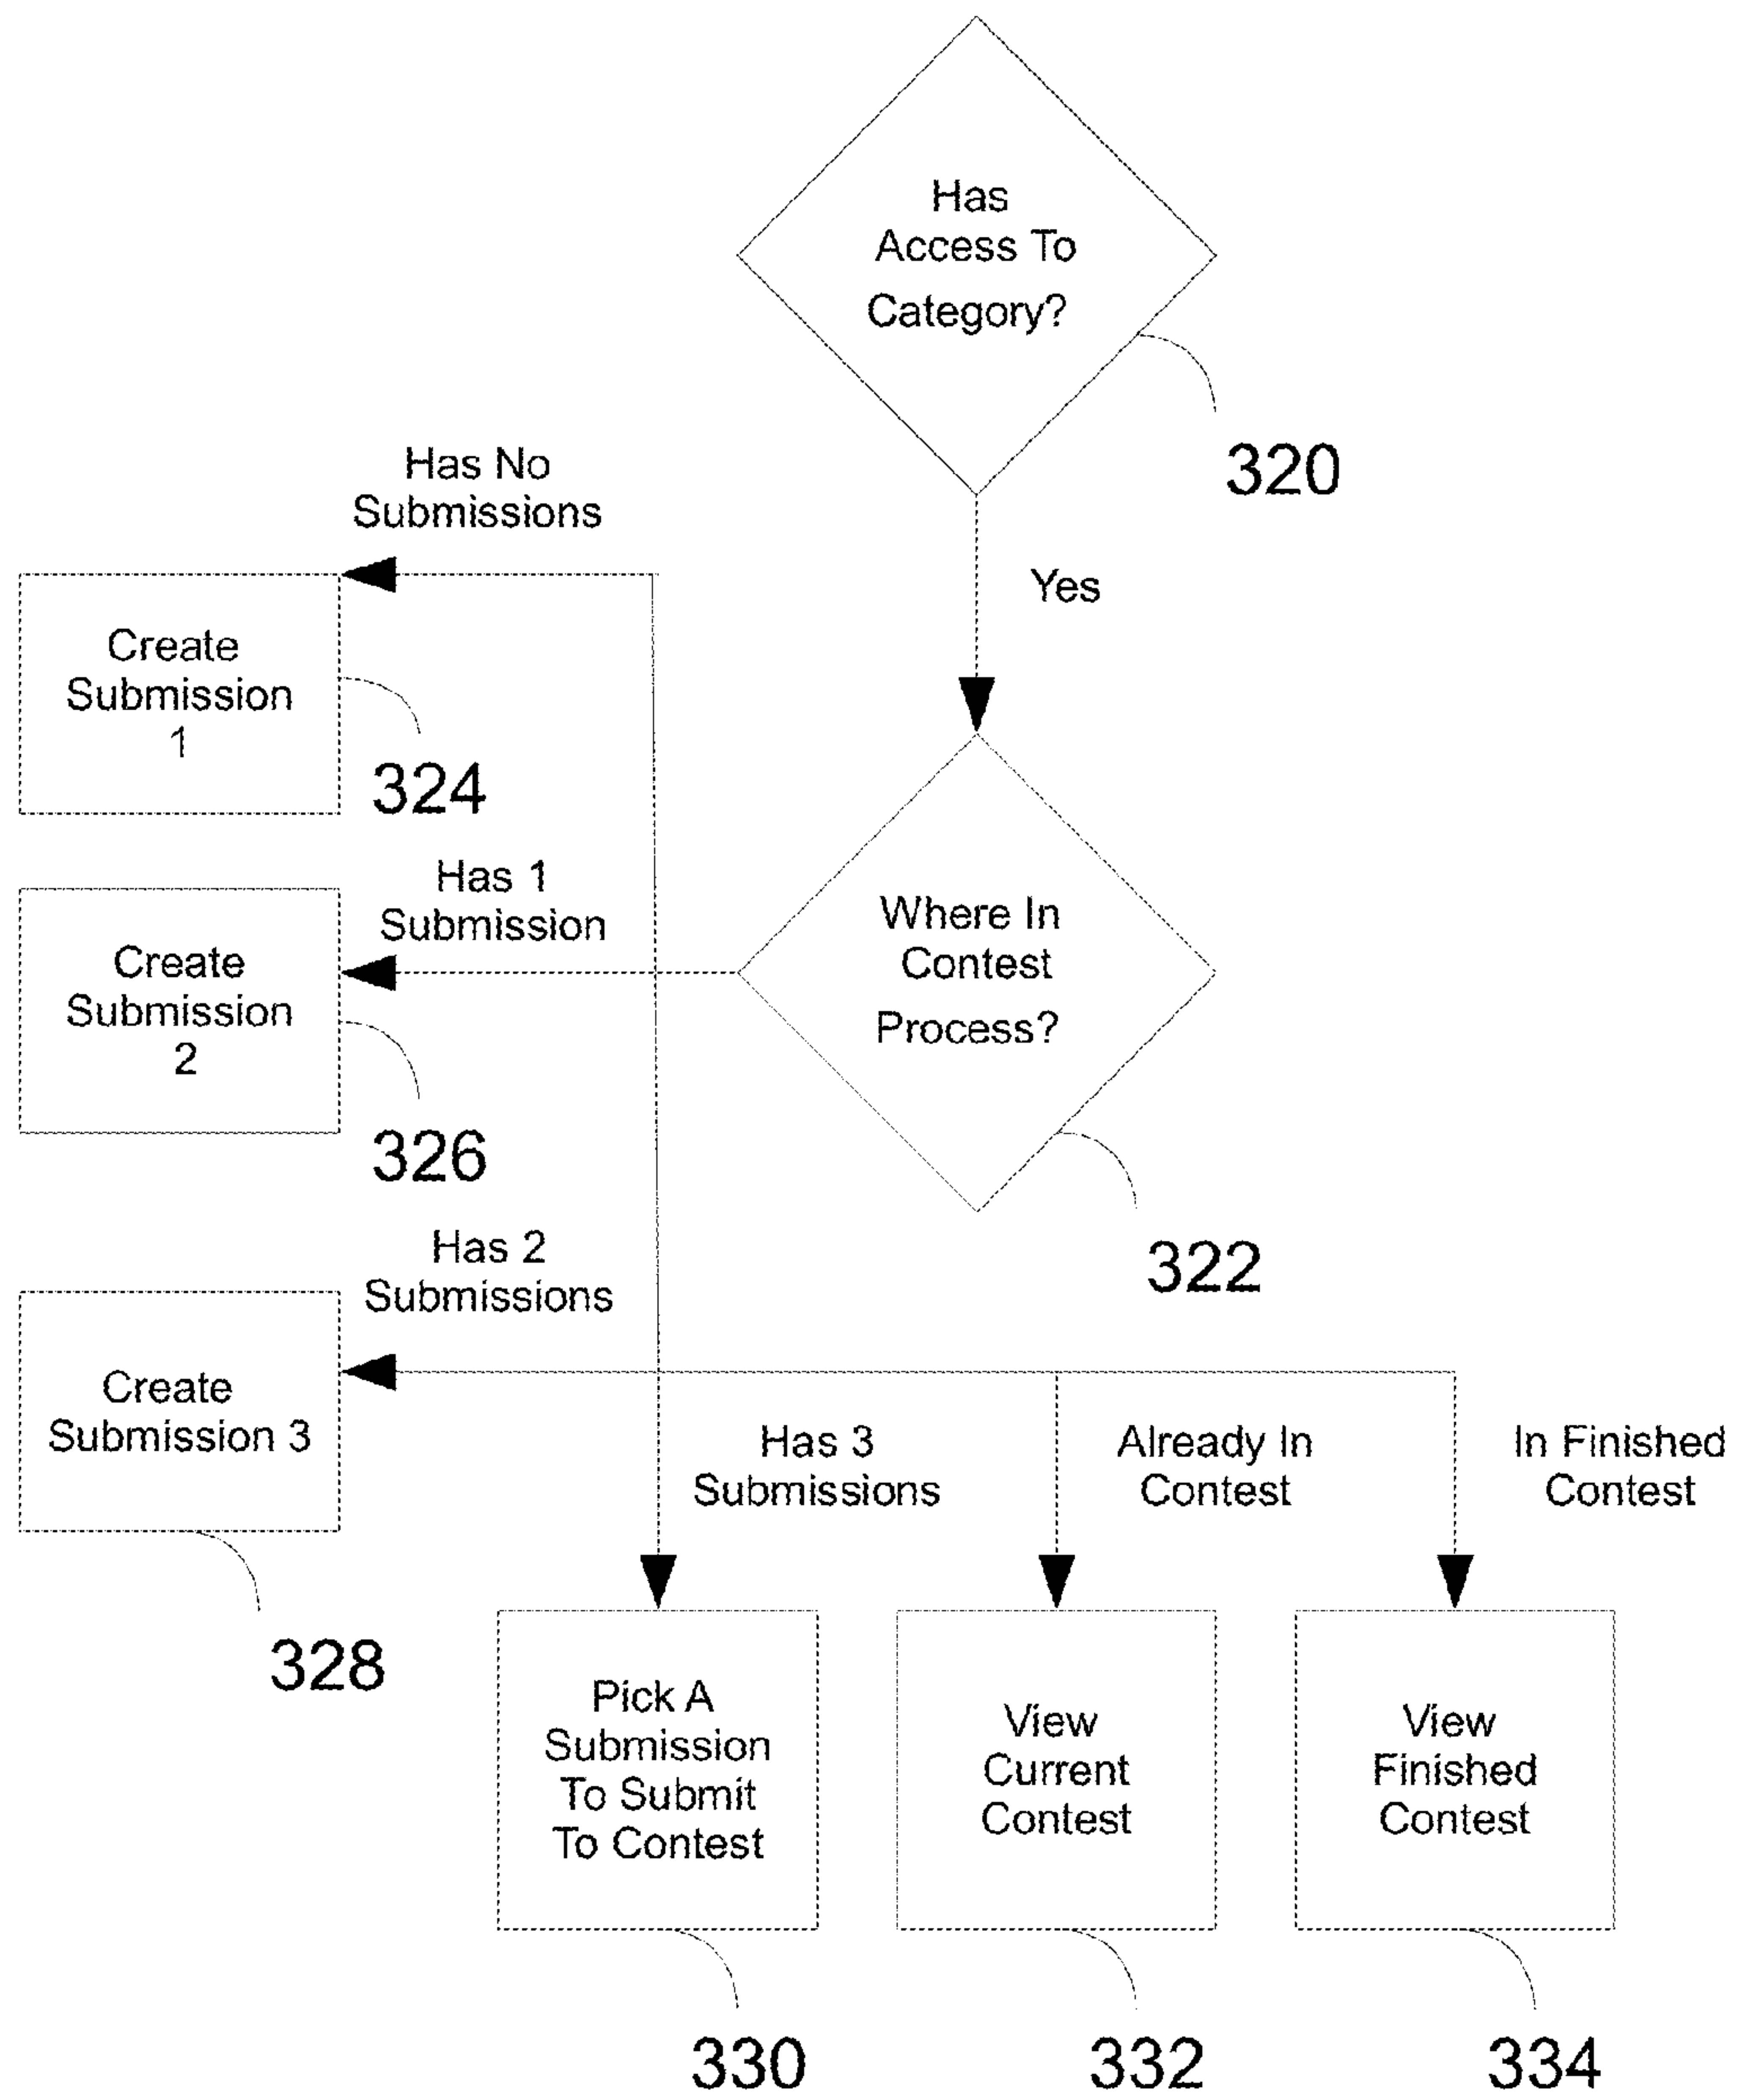 Has
Access To
Category?
320
Yes
Has No
Submissions
Create
Submission
1
324
Has 1
Submission
Create
Submission
2
326
Where In
Contest
Process?
322
Has 2
Submissions
Create
Submission 3
328
Has 3
Submissions
Already In
Contest
In Finished
Contest
Pick A
Submission
To Submit
To Contest
330
View
Current
Contest
332
View
Finished
Contest
334